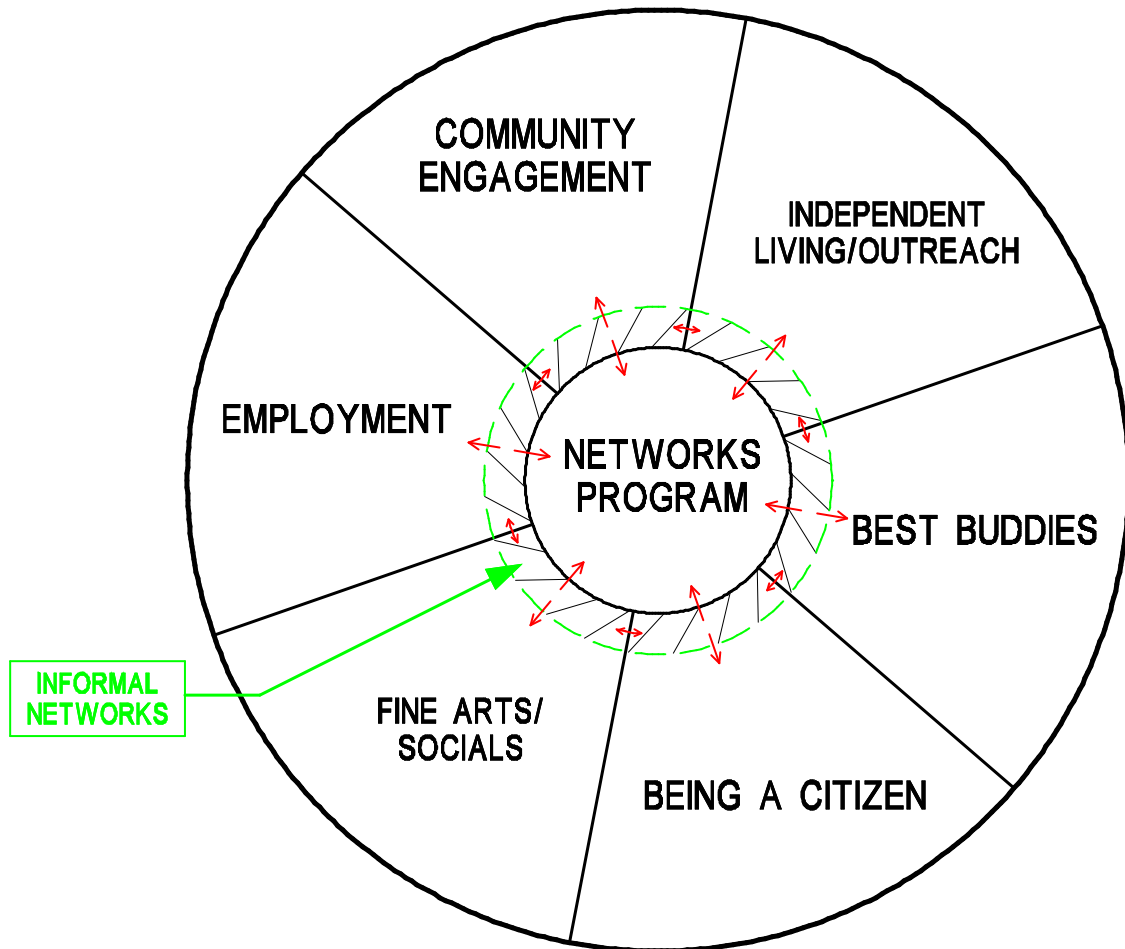 COMMUNITY
ENGAGEMENT
INDEPENDENT
LIVING/OUTREACH
EMPLOYMENT
NETWORKS
PROGRAM
BEST BUDDIES
INFORMAL
NETWORKS
FINE ARTS/
SOCIALS
BEING A CITIZEN